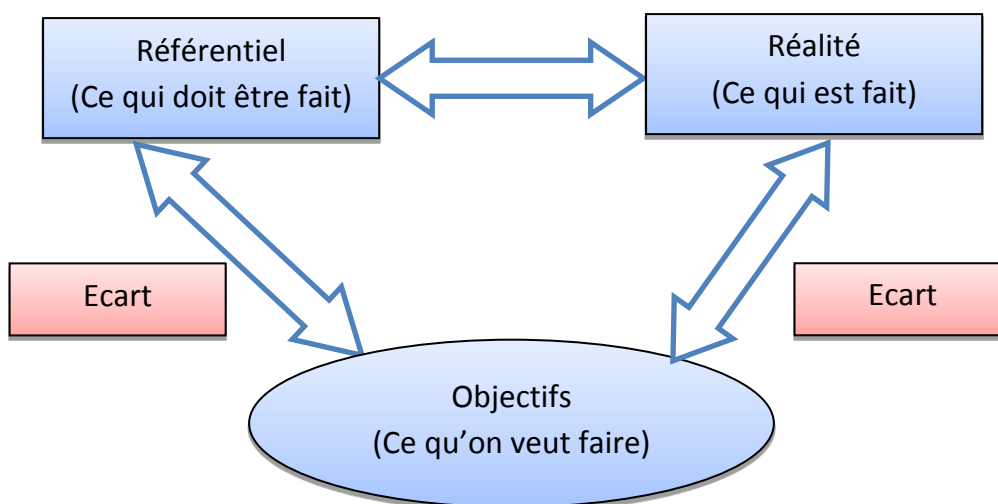 Référentiel
(Ce qui doit être fait)
Réalité
(Ce qui est fait)
Ecart
Ecart
Objectifs
(Ce qu’on veut faire)